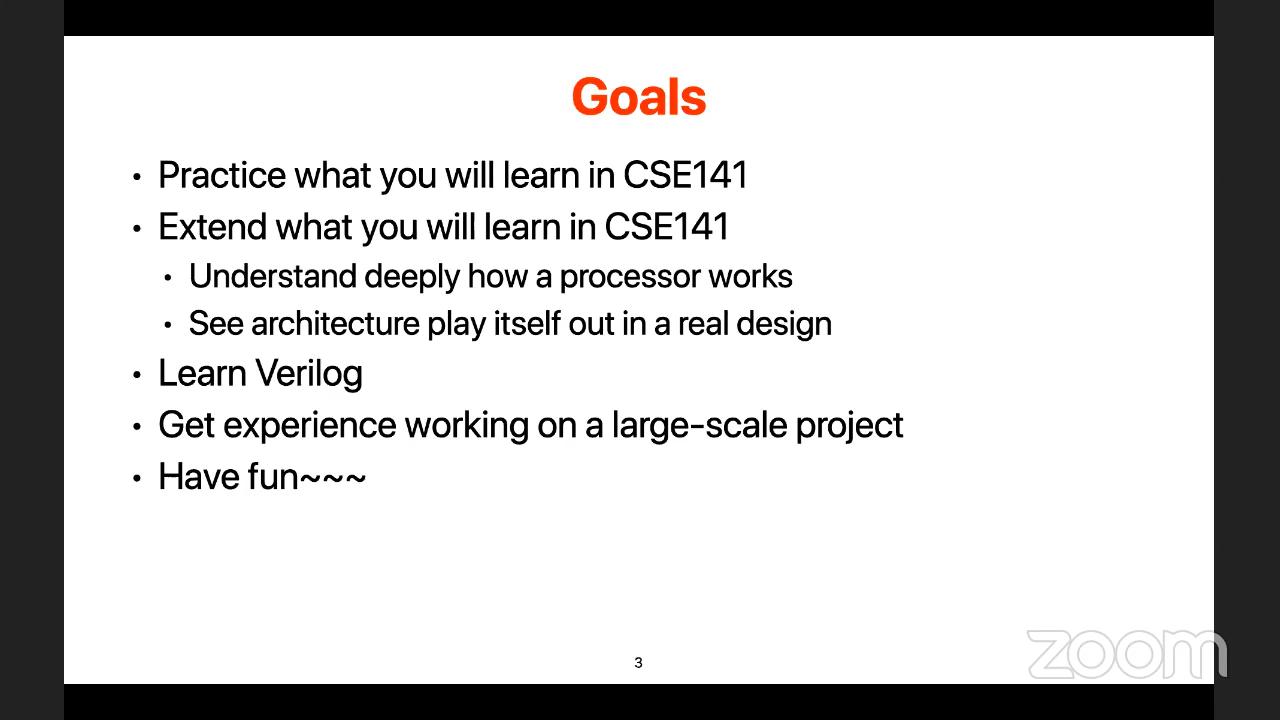 Goals
• Practice what you will learn in CSE141
• Extend what you will learn in CSE141
• Understand deeply how a processor works
• See architecture play itself out in a real design
• Learn Verilog
• Get experience working on a large-scale project
• Have fun~~~
3
zoom